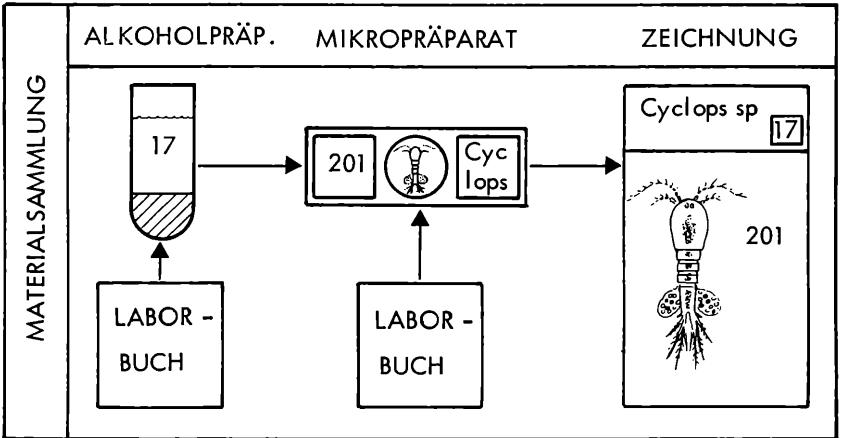 MATERIALSAMMLUNG
ALKOHOLPRÄP.
MIKROPRÄPARAT
ZEICHNUNG
17
201
Cyc
lops
Cyclops sp
17
201
LABOR -
BUCH
LABOR -
BUCH